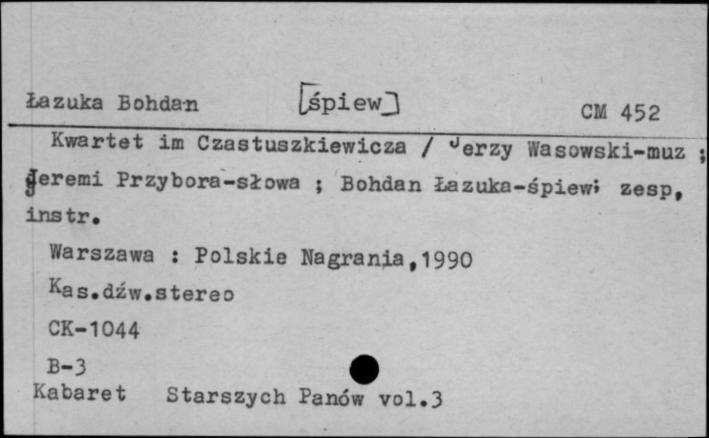 Łazuka Bohdan [śpiew] CM 452
Kwartet im Czastuszkiewicza / Jerzy Wasowski-muz ;
Jeremi Przybora-słowa ; Bohdan Łazuka-śpiew; zesp,
instr.
Warszawa : Polskie Nagrania,1990
Kas.dźw.stereo
CK-1044
B-3
Kabaret Starszych Panów vol.3